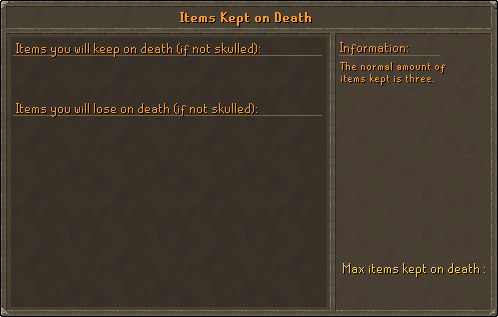 Items Kept on Death
Items you will keep on death (if not skulled):
Items you will lose on death (if not skulled):
Information:
The normal amount of
items kept is three.
Max items kept on death :